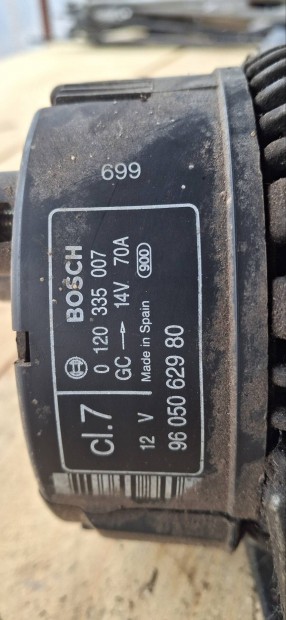 699
BOSCH
0 120 335 007
GC → 14V 70A
Made in Spain 900
cl.7
12 V
96 050 629 80